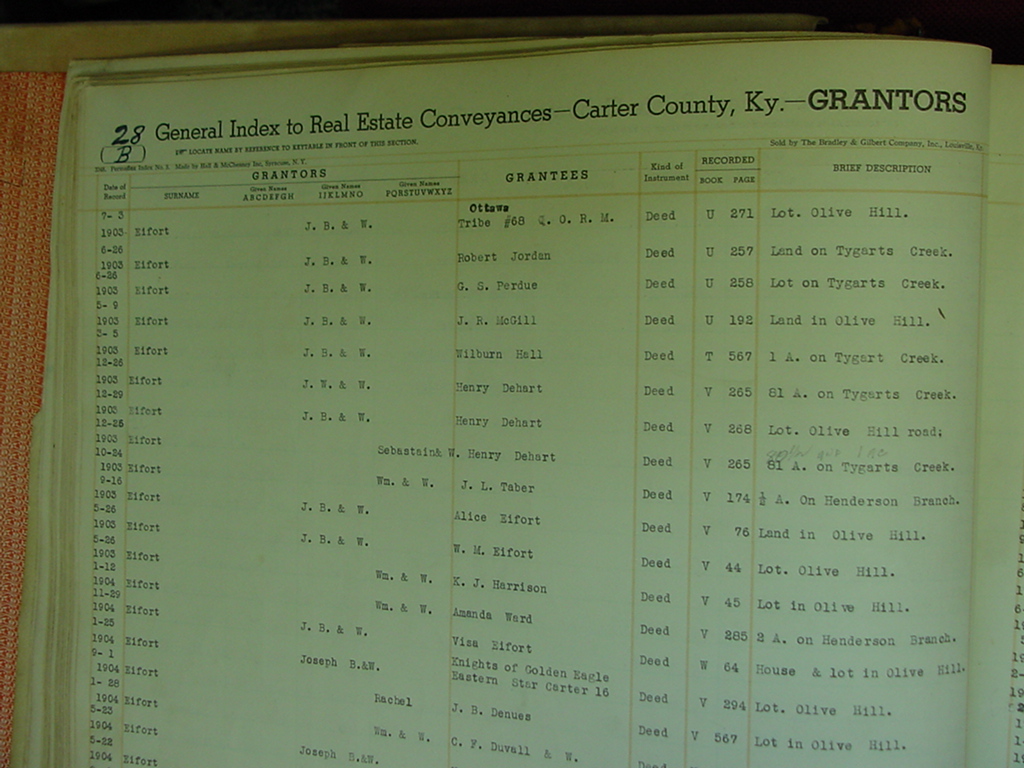 28
(B)
General Index to Real Estate Conveyances—Carter County, Ky.—GRANTORS
LOCATE NAME BY REFERENCE TO KEYTABLE IN FRONT OF THIS SECTION.
Sold by The Bradley & Gilbert Company, Inc., Louisville, Ky.
Date of Record
GRANTORS
SURNAME
Given Names ABCDEFGH
Given Names IJKLMNO
Given Names PQRSTUVWXYZ
GRANTEES
Kind of Instrument
RECORDED
BOOK PAGE
BRIEF DESCRIPTION
7- 3 Ottawa
1903 Eifort J. B. & W. Tribe #68 O. R. M. Deed U 271 Lot. Olive Hill.
6-26
1903 Eifort J. B. & W. Robert Jordan Deed U 257 Land on Tygarts Creek.
6-26
1903 Eifort J. B. & W. G. S. Perdue Deed U 258 Lot on Tygarts Creek.
5- 9
1903 Eifort J. B. & W. J. R. McGill Deed U 192 Land in Olive Hill.
3- 5
1903 Eifort J. B. & W. Wilburn Hall Deed T 567 1 A. on Tygart Creek.
12-26
1903 Eifort J. W. & W. Henry Dehart Deed V 265 81 A. on Tygarts Creek.
12-29
1903 Eifort J. B. & W. Henry Dehart Deed V 268 Lot. Olive Hill road;
12-26
1903 Eifort Sebastain& W. Henry Dehart Deed V 265 81 A. on Tygarts Creek.
10-24
1903 Eifort Wm. & W. J. L. Taber Deed V 174 ½ A. On Henderson Branch.
9-16
1903 Eifort J. B. & W. Alice Eifort Deed V 76 Land in Olive Hill.
5-26
1903 Eifort J. B. & W. W. M. Eifort Deed V 44 Lot. Olive Hill.
5-26
1903 Eifort Wm. & W. K. J. Harrison Deed V 45 Lot in Olive Hill.
1-12
1904 Eifort Wm. & W. Amanda Ward Deed V 285 2 A. on Henderson Branch.
11-29
1904 Eifort J. B. & W. Visa Eifort Deed W 64 House & lot in Olive Hill.
1-25
1904 Eifort Joseph B.&W. Knights of Golden Eagle
Eastern Star Carter 16 Deed V 294 Lot. Olive Hill.
9- 1
1904 Eifort Rachel J. B. Denues Deed V 567 Lot in Olive Hill.
1- 28
1904 Eifort Wm. & W. C. F. Duvall & W.
5-23
1904 Eifort Joseph B.&W.
5-22
1904 Eifort